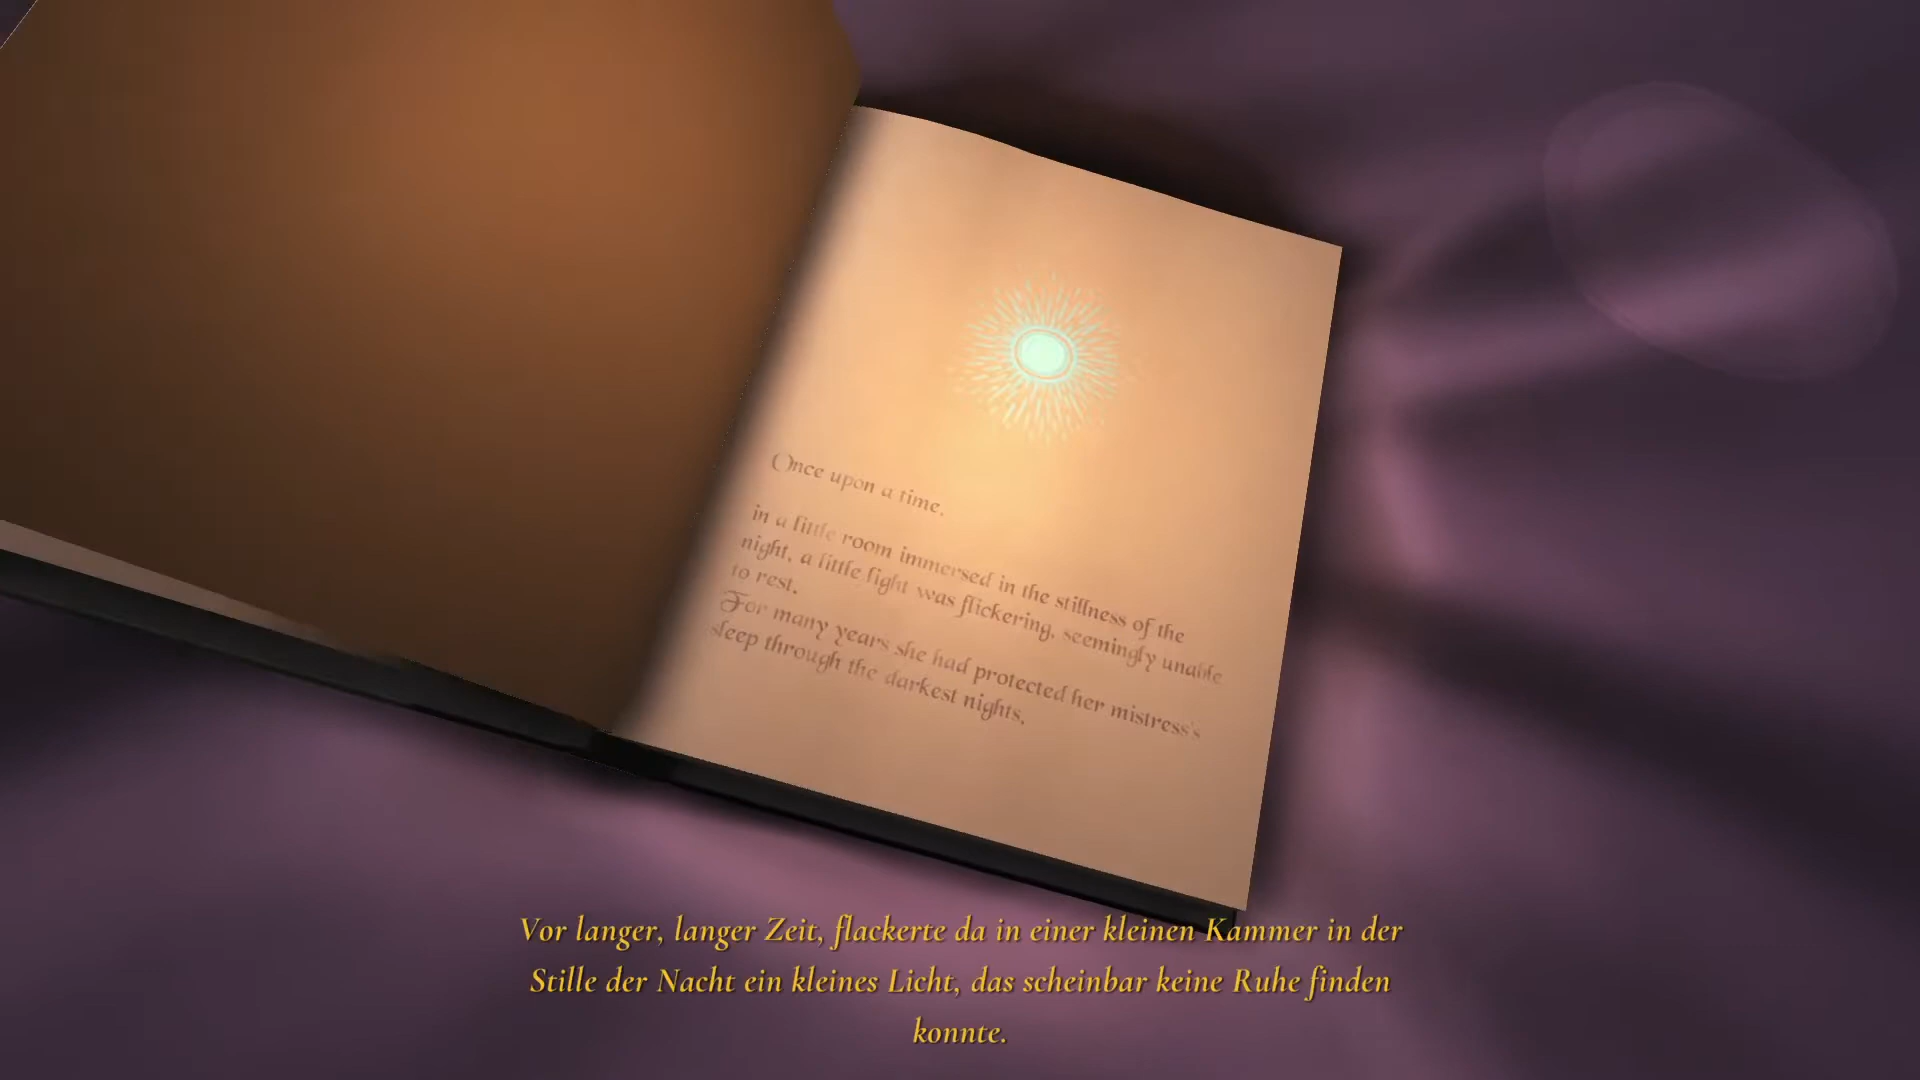 Once upon a time.
in a little room immersed in the stillness of the
night, a little light was flickering, seemingly unable
to rest.
For many years she had protected her mistress's
sleep through the darkest nights,
Vor langer, langer Zeit, flackerte da in einer kleinen Kammer in der
Stille der Nacht ein kleines Licht, das scheinbar keine Ruhe finden
konnte.